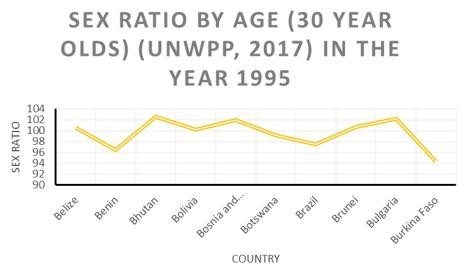 SEX RATIO BY AGE (30 YEAR
OLDS) (UNWPP, 2017) IN THE
YEAR 1995
SEX RATIO
104
102
100
98
96
94
92
90
Belize
Benin
Bhutan
Bolivia
Bosnia and...
Botswana
Brazil
Brunei
Bulgaria
Burkina Faso
COUNTRY